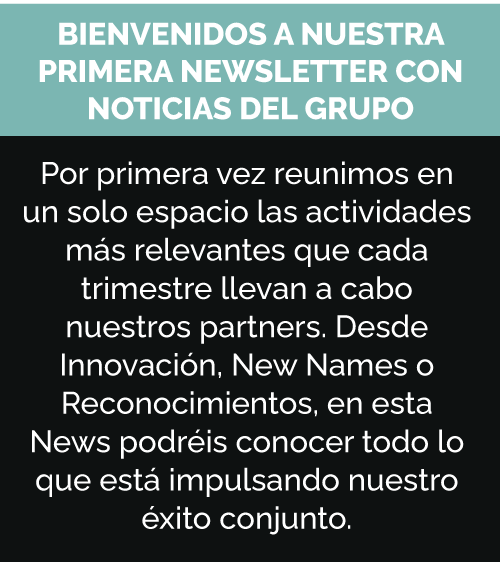 BIENVENIDOS A NUESTRA
PRIMERA NEWSLETTER CON
NOTICIAS DEL GRUPO
Por primera vez reunimos en
un solo espacio las actividades
más relevantes que cada
trimestre llevan a cabo
nuestros partners. Desde
Innovación, New Names o
Reconocimientos, en esta
News podréis conocer todo lo
que está impulsando nuestro
éxito conjunto.